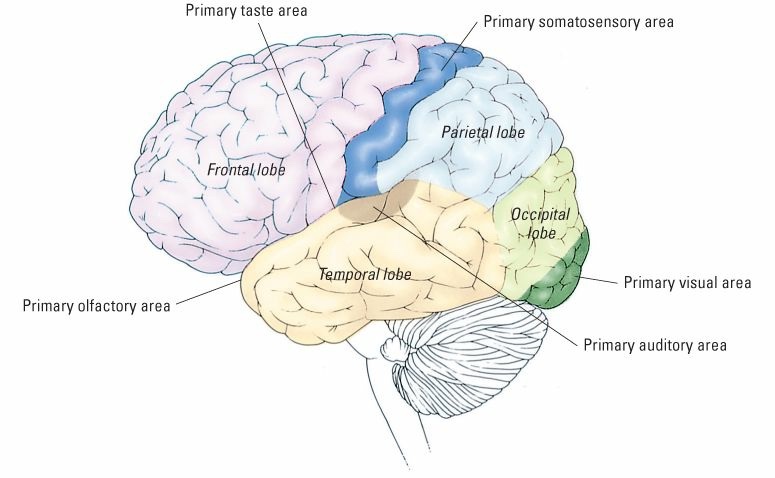 Primary taste area
Primary somatosensory area
Parietal lobe
Frontal lobe
Occipital
lobe
Temporal lobe
Primary visual area
Primary olfactory area
Primary auditory area